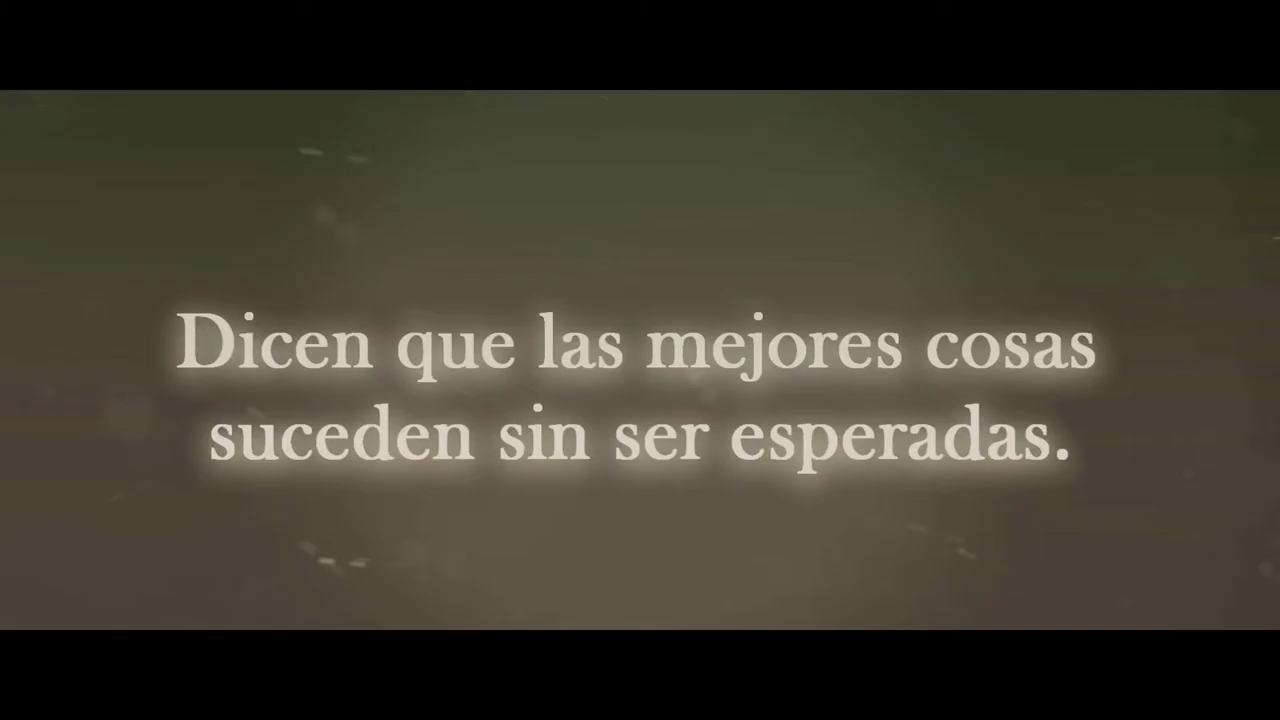 Dicen que las mejores cosas
suceden sin ser esperadas.